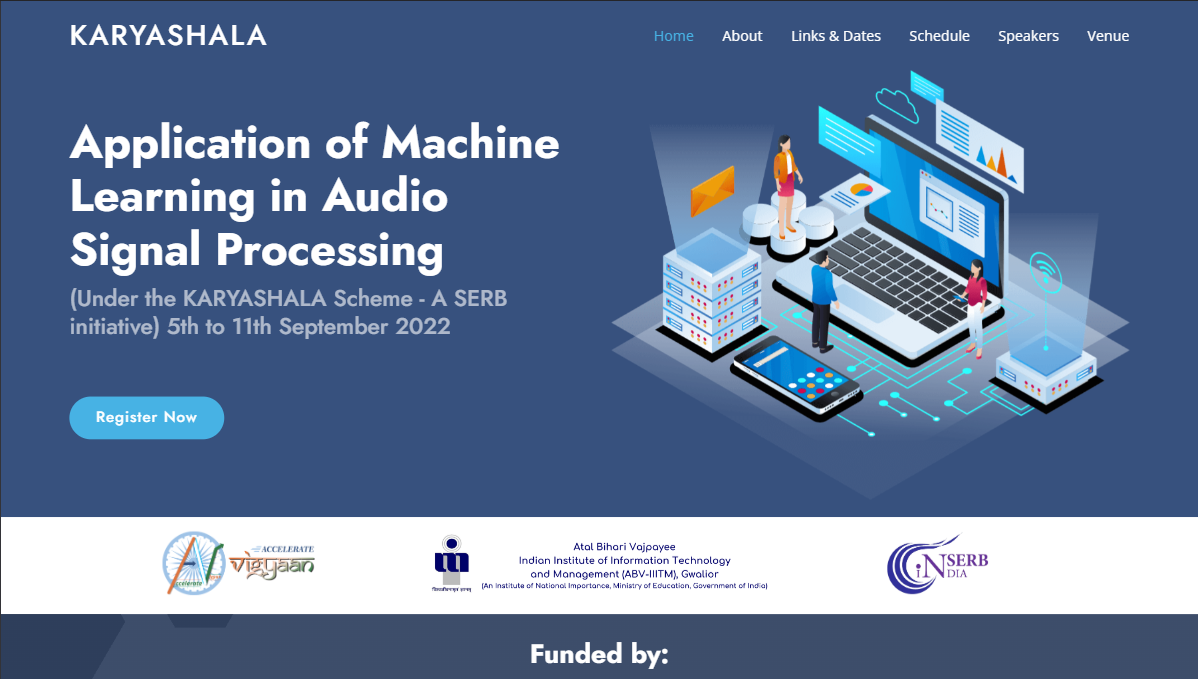 KARYASHALA
Home About Links & Dates Schedule Speakers Venue
Application of Machine
Learning in Audio
Signal Processing
(Under the KARYASHALA Scheme - A SERB
initiative) 5th to 11th September 2022
Register Now
ACCELERATE
विgyaan
Accelerate
Atal Bihari Vajpayee
Indian Institute of Information Technology
and Management (ABV-IIITM), Gwalior
(An Institute of National Importance, Ministry of Education, Government of India)
SERB
INDIA
Funded by: